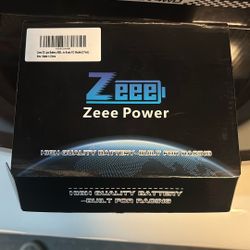 Zeee
Zeee Power
HIGH QUALITY BATTERY-BUILT FOR RACING
HIGH QUALITY BATTERY
-BUILT FOR RACING